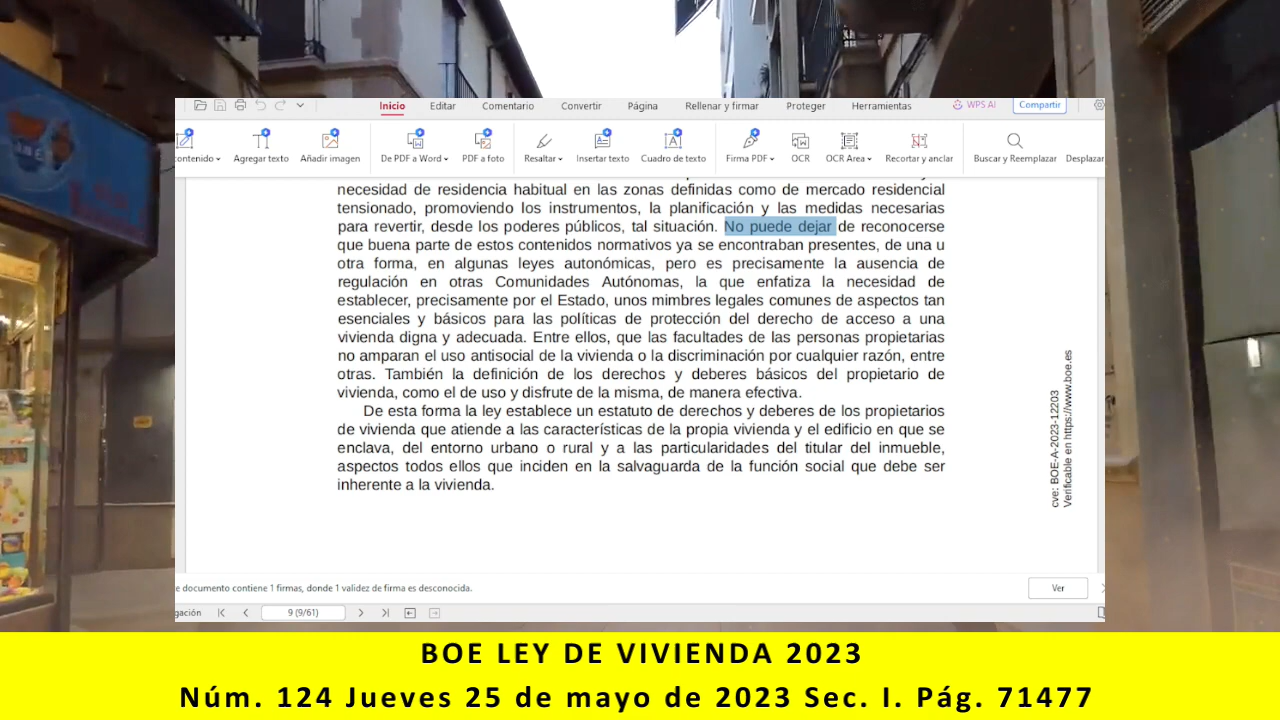 Inicio Editar Comentario Convertir Página Rellenar y firmar Proteger Herramientas WPS AI Compartir
contenido Agregar texto Añadir imagen De PDF a Word PDF a foto Resaltar Insertar texto Cuadro de texto Firma PDF OCR OCR Area Recortar y anclar Buscar y Reemplazar Desplazar
necesidad de residencia habitual en las zonas definidas como de mercado residencial
tensionado, promoviendo los instrumentos, la planificación y las medidas necesarias
para revertir, desde los poderes públicos, tal situación. No puede dejar de reconocerse
que buena parte de estos contenidos normativos ya se encontraban presentes, de una u
otra forma, en algunas leyes autonómicas, pero es precisamente la ausencia de
regulación en otras Comunidades Autónomas, la que enfatiza la necesidad de
establecer, precisamente por el Estado, unos mimbres legales comunes de aspectos tan
esenciales y básicos para las políticas de protección del derecho de acceso a una
vivienda digna y adecuada. Entre ellos, que las facultades de las personas propietarias
no amparan el uso antisocial de la vivienda o la discriminación por cualquier razón, entre
otras. También la definición de los derechos y deberes básicos del propietario de
vivienda, como el de uso y disfrute de la misma, de manera efectiva.
De esta forma la ley establece un estatuto de derechos y deberes de los propietarios
de vivienda que atiende a las características de la propia vivienda y el edificio en que se
enclava, del entorno urbano o rural y a las particularidades del titular del inmueble,
aspectos todos ellos que inciden en la salvaguarda de la función social que debe ser
inherente a la vivienda.
cve: BOE-A-2023-12203
Verificable en https://www.boe.es
e documento contiene 1 firmas, donde 1 validez de firma es desconocida. Ver
gación 9 (9/61)
BOE LEY DE VIVIENDA 2023
Núm. 124 Jueves 25 de mayo de 2023 Sec. I. Pág. 71477